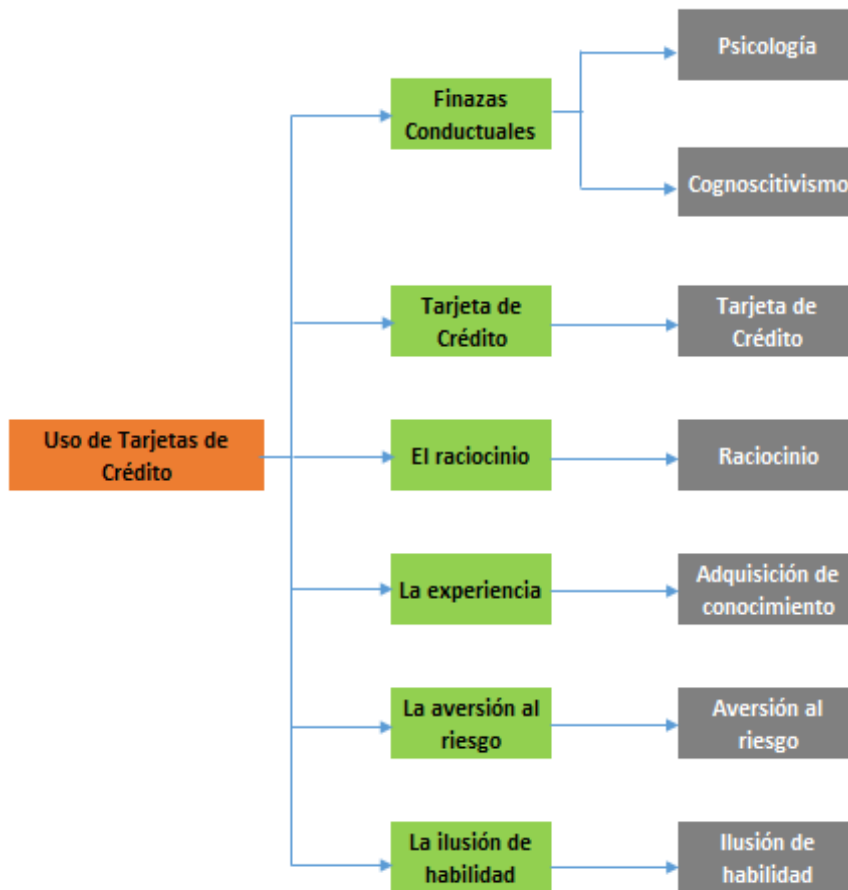 Psicología
Finazas
Conductuales
Cognoscitivismo
Tarjeta de
Crédito
Tarjeta de
Crédito
Uso de Tarjetas de
Crédito
El raciocinio
Raciocinio
La experiencia
Adquisición de
conocimiento
La aversión al
riesgo
Aversión al
riesgo
La ilusión de
habilidad
Ilusión de
habilidad